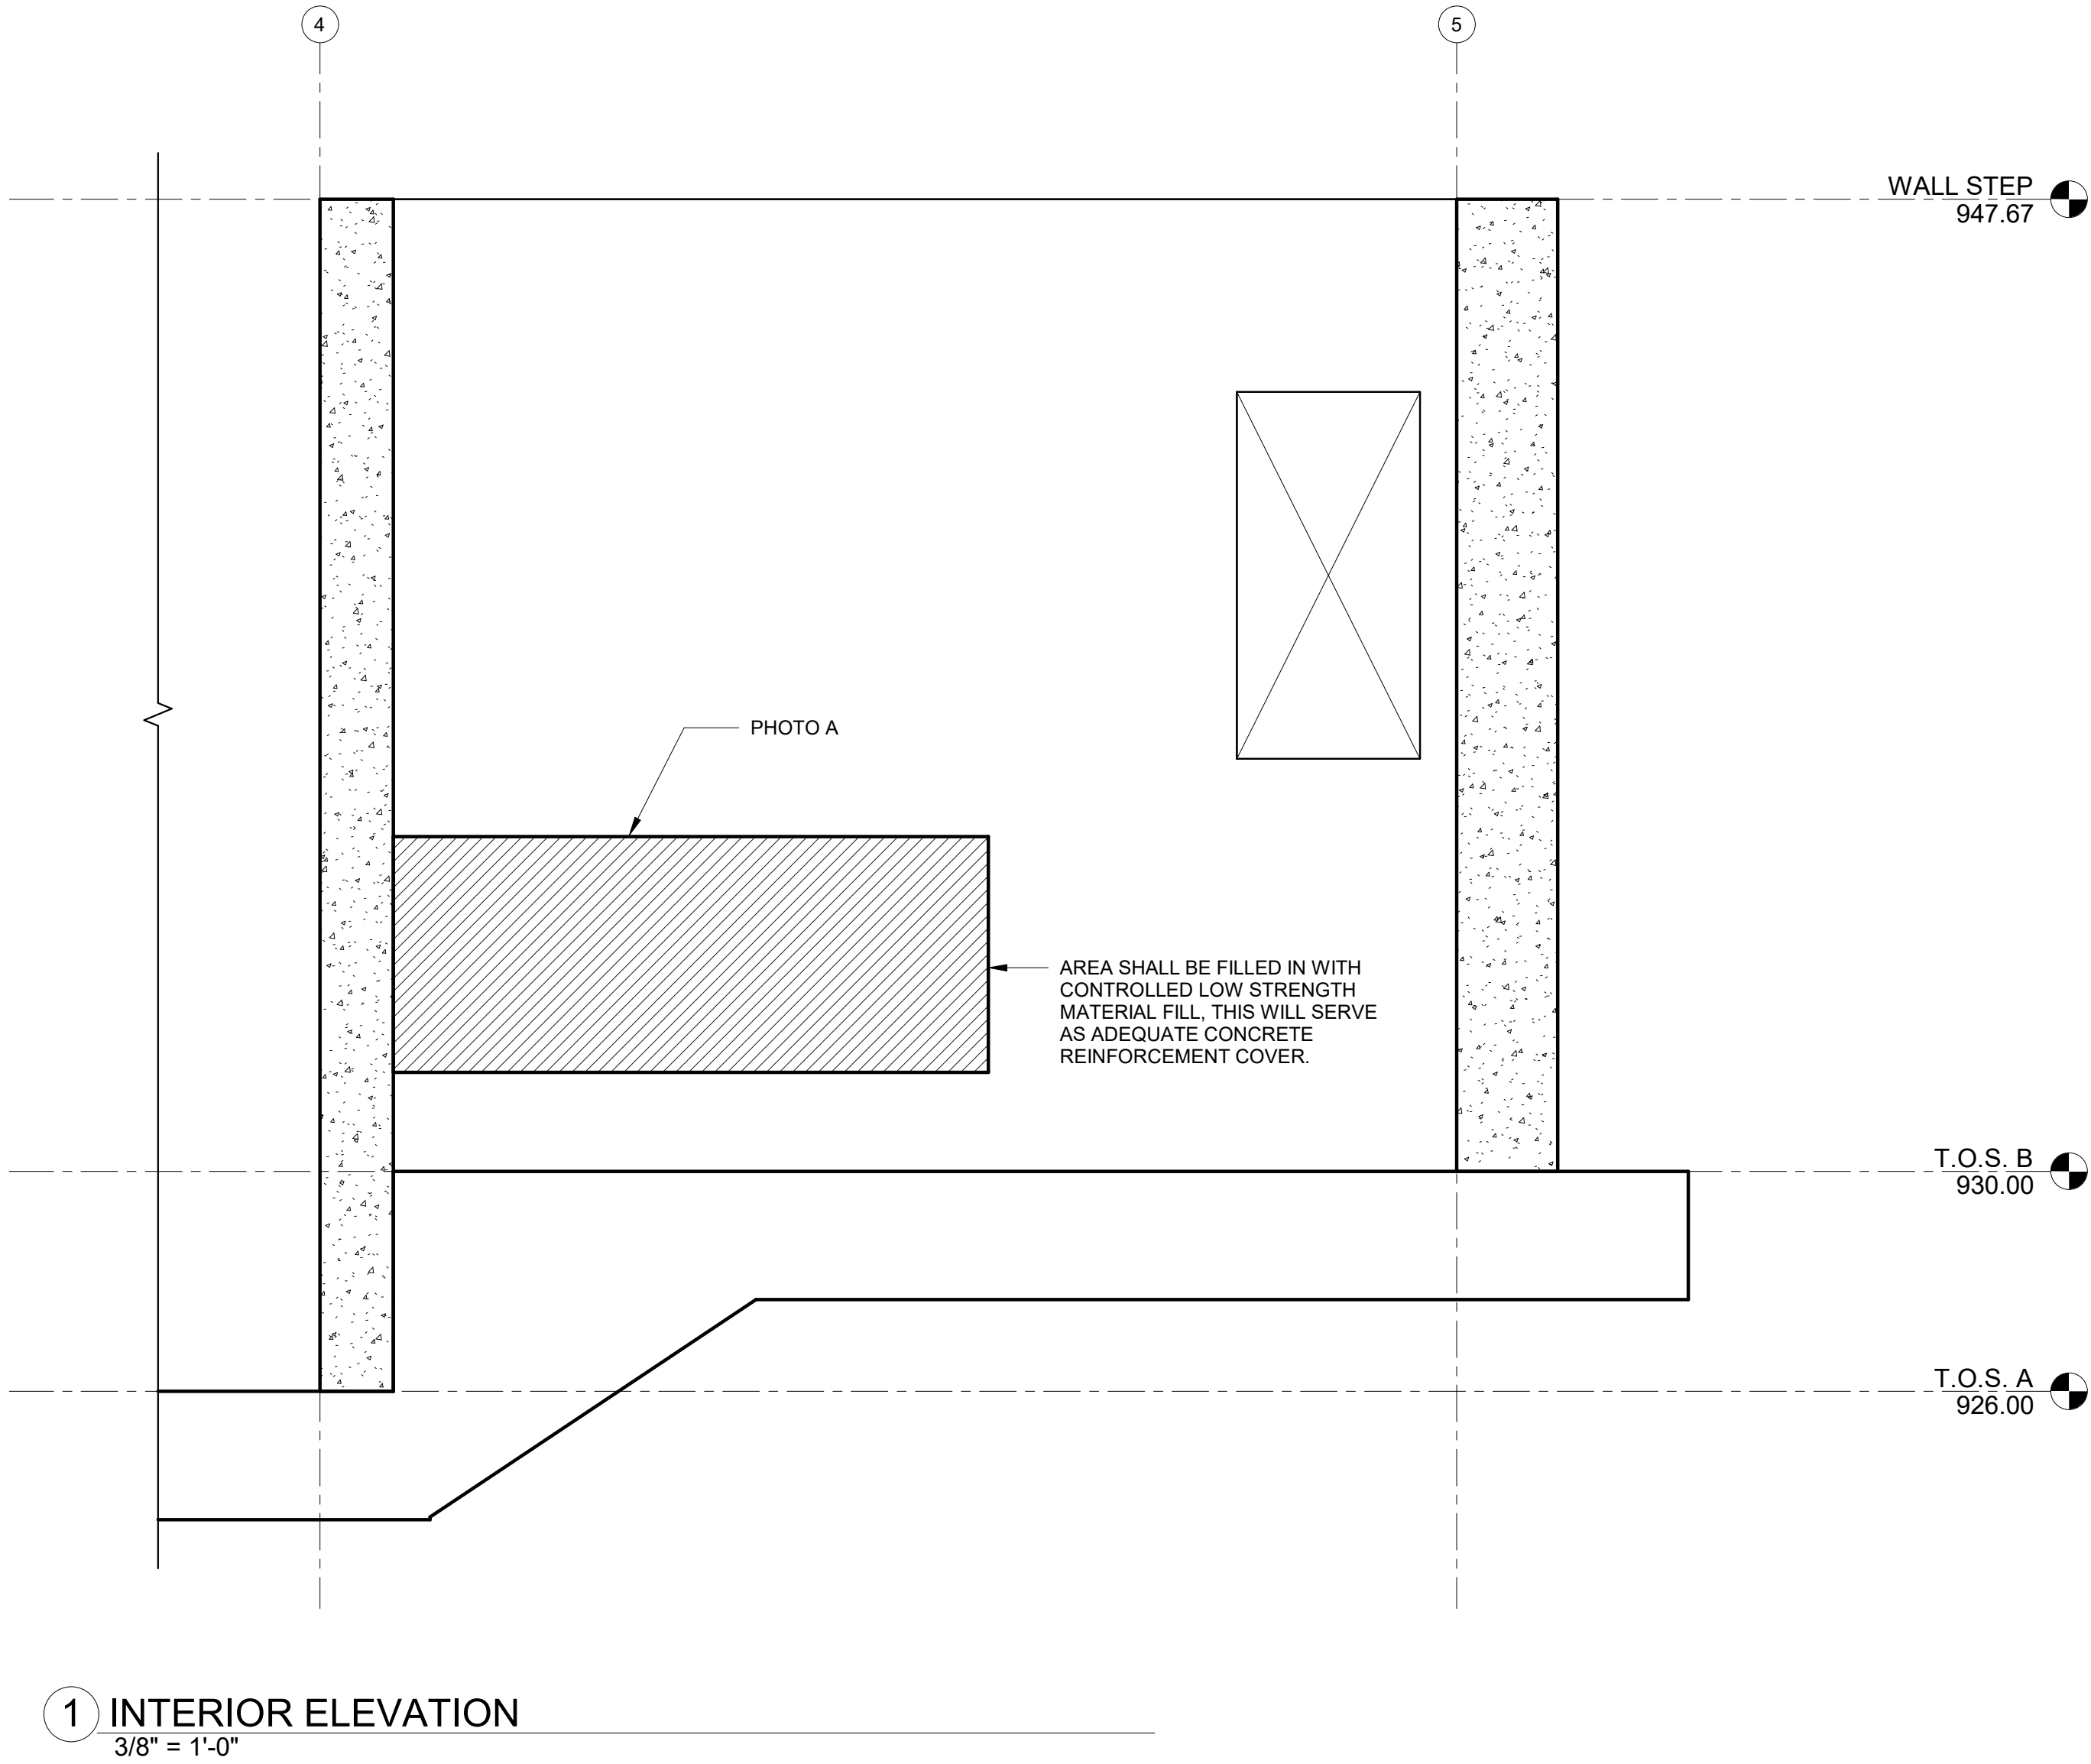 4
5
WALL STEP
947.67
PHOTO A
AREA SHALL BE FILLED IN WITH
CONTROLLED LOW STRENGTH
MATERIAL FILL, THIS WILL SERVE
AS ADEQUATE CONCRETE
REINFORCEMENT COVER.
T.O.S. B
930.00
T.O.S. A
926.00
1 INTERIOR ELEVATION
3/8" = 1'-0"